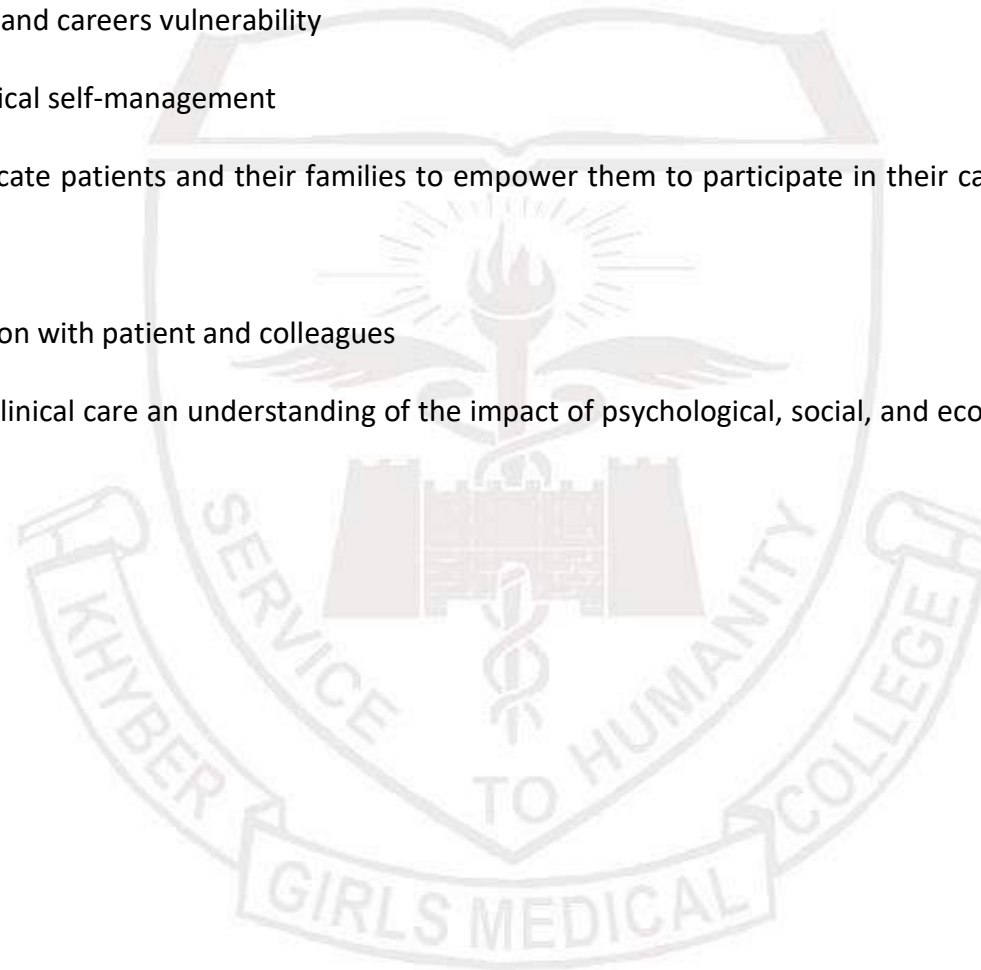 and careers vulnerability
ical self-management
cate patients and their families to empower them to participate in their ca
on with patient and colleagues
linical care an understanding of the impact of psychological, social, and eco
SERVICE TO HUMANITY
KHYBER GIRLS MEDICAL COLLEGE